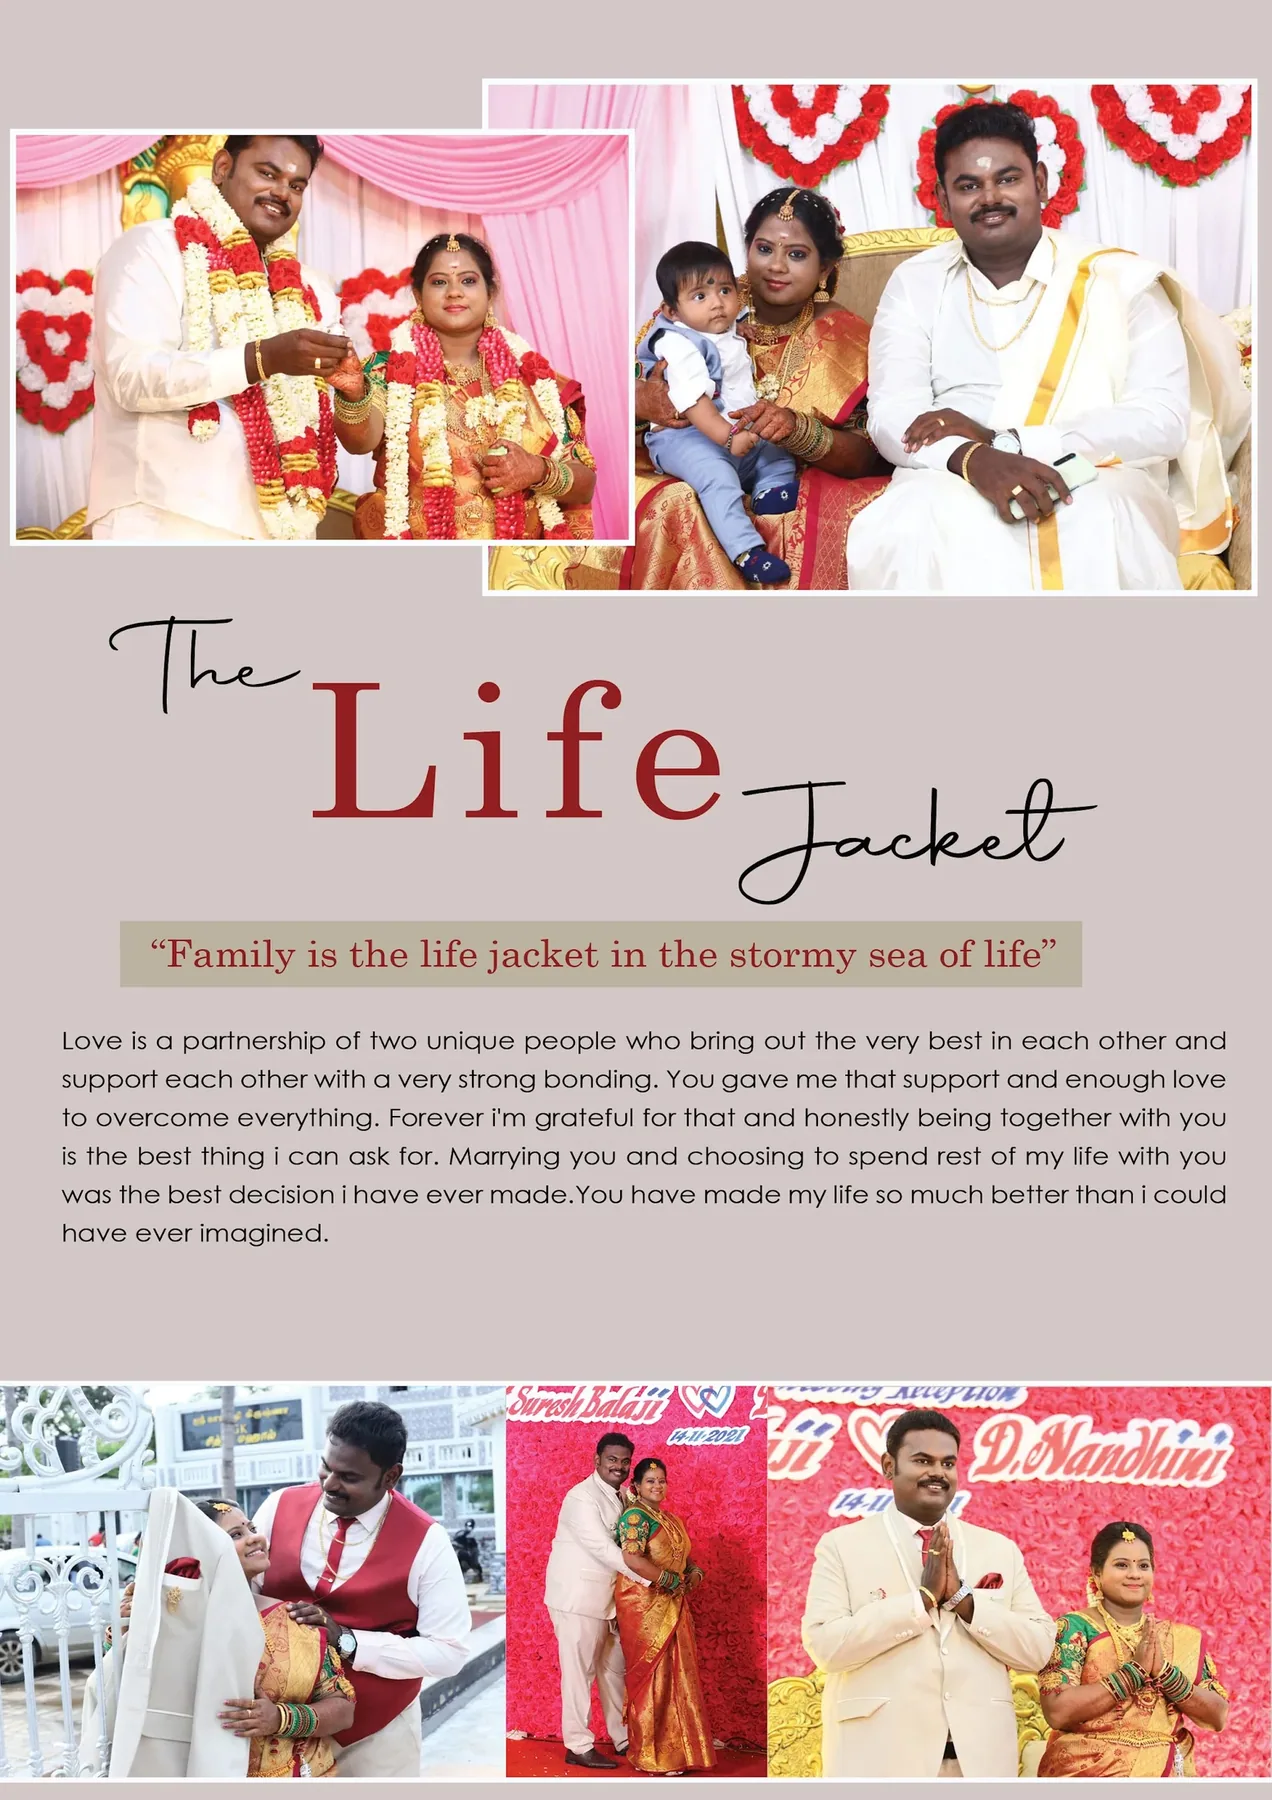 The
Life
Jacket
“Family is the life jacket in the stormy sea of life”
Love is a partnership of two unique people who bring out the very best in each other and
support each other with a very strong bonding. You gave me that support and enough love
to overcome everything. Forever i'm grateful for that and honestly being together with you
is the best thing i can ask for. Marrying you and choosing to spend rest of my life with you
was the best decision i have ever made.You have made my life so much better than i could
have ever imagined.
Suresh Balaji
14-11-2021
Reception
D.Nandhini